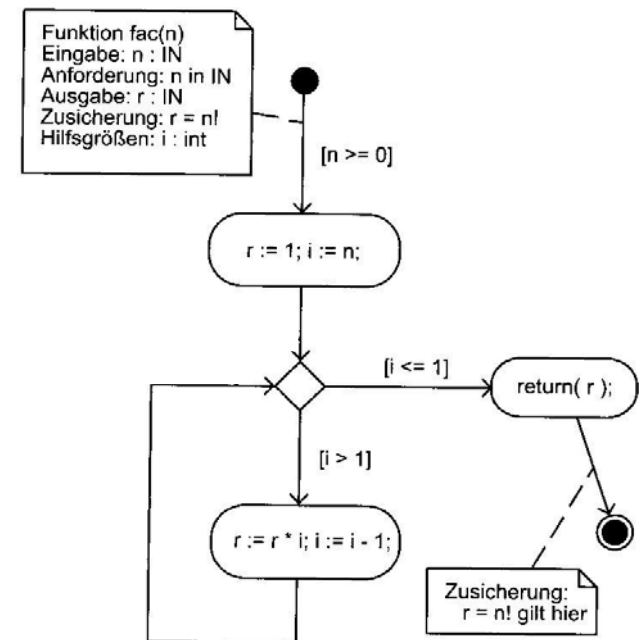 Funktion fac(n)
Eingabe: n : IN
Anforderung: n in IN
Ausgabe: r : IN
Zusicherung: r = n!
Hilfsgrößen: i : int
[n >= 0]
r := 1; i := n;
[i <= 1]
return( r );
[i > 1]
r := r * i; i := i - 1;
Zusicherung:
r = n! gilt hier